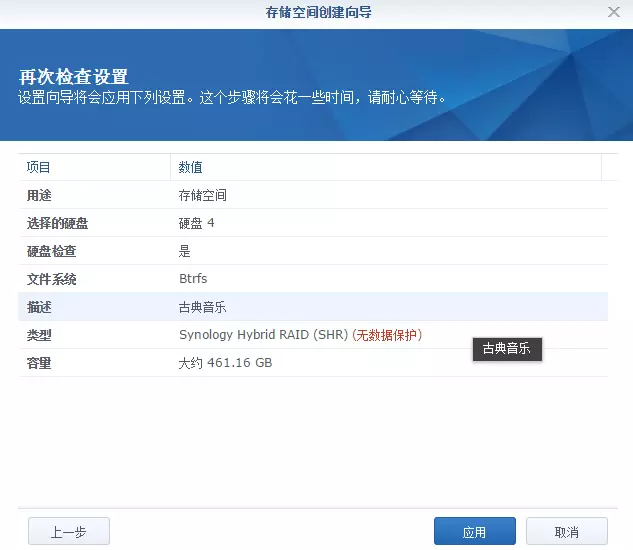 存储空间创建向导
再次检查设置
设置向导将会应用下列设置。这个步骤将会花一些时间，请耐心等待。
项目 数值
用途 存储空间
选择的硬盘 硬盘 4
硬盘检查 是
文件系统 Btrfs
描述 古典音乐
类型 Synology Hybrid RAID (SHR) (无数据保护)
古典音乐
容量 大约 461.16 GB
上一步 应用 取消